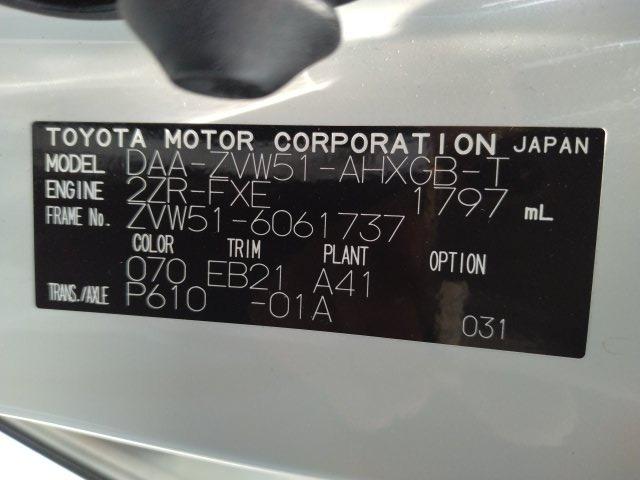 TOYOTA MOTOR CORPORATION JAPAN
MODEL DAA-ZVW51-AHXGB-T
ENGINE 2ZR-FXE 1797 mL
FRAME No. ZVW51-6061737
COLOR TRIM PLANT OPTION
070 EB21 A41
TRANS./AXLE P610 -01A
031